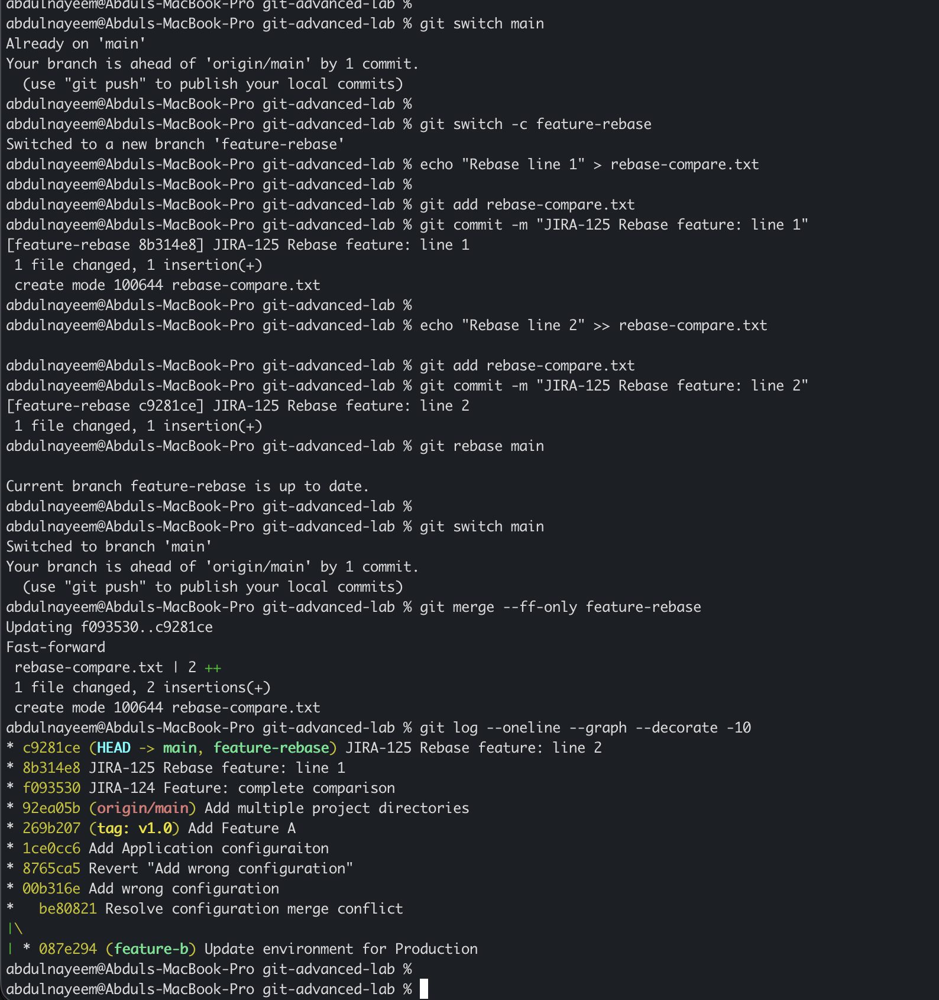 abdulnayeem@Abduls-MacBook-Pro git-advanced-lab %
abdulnayeem@Abduls-MacBook-Pro git-advanced-lab % git switch main
Already on 'main'
Your branch is ahead of 'origin/main' by 1 commit.
  (use "git push" to publish your local commits)
abdulnayeem@Abduls-MacBook-Pro git-advanced-lab %
abdulnayeem@Abduls-MacBook-Pro git-advanced-lab % git switch -c feature-rebase
Switched to a new branch 'feature-rebase'
abdulnayeem@Abduls-MacBook-Pro git-advanced-lab % echo "Rebase line 1" > rebase-compare.txt
abdulnayeem@Abduls-MacBook-Pro git-advanced-lab %
abdulnayeem@Abduls-MacBook-Pro git-advanced-lab % git add rebase-compare.txt
abdulnayeem@Abduls-MacBook-Pro git-advanced-lab % git commit -m "JIRA-125 Rebase feature: line 1"
[feature-rebase 8b314e8] JIRA-125 Rebase feature: line 1
 1 file changed, 1 insertion(+)
 create mode 100644 rebase-compare.txt
abdulnayeem@Abduls-MacBook-Pro git-advanced-lab %
abdulnayeem@Abduls-MacBook-Pro git-advanced-lab % echo "Rebase line 2" >> rebase-compare.txt

abdulnayeem@Abduls-MacBook-Pro git-advanced-lab % git add rebase-compare.txt
abdulnayeem@Abduls-MacBook-Pro git-advanced-lab % git commit -m "JIRA-125 Rebase feature: line 2"
[feature-rebase c9281ce] JIRA-125 Rebase feature: line 2
 1 file changed, 1 insertion(+)
abdulnayeem@Abduls-MacBook-Pro git-advanced-lab % git rebase main

Current branch feature-rebase is up to date.
abdulnayeem@Abduls-MacBook-Pro git-advanced-lab %
abdulnayeem@Abduls-MacBook-Pro git-advanced-lab % git switch main
Switched to branch 'main'
Your branch is ahead of 'origin/main' by 1 commit.
  (use "git push" to publish your local commits)
abdulnayeem@Abduls-MacBook-Pro git-advanced-lab % git merge --ff-only feature-rebase
Updating f093530..c9281ce
Fast-forward
 rebase-compare.txt | 2 ++
 1 file changed, 2 insertions(+)
 create mode 100644 rebase-compare.txt
abdulnayeem@Abduls-MacBook-Pro git-advanced-lab % git log --oneline --graph --decorate -10
* c9281ce (HEAD -> main, feature-rebase) JIRA-125 Rebase feature: line 2
* 8b314e8 JIRA-125 Rebase feature: line 1
* f093530 JIRA-124 Feature: complete comparison
* 92ea05b (origin/main) Add multiple project directories
* 269b207 (tag: v1.0) Add Feature A
* 1ce0cc6 Add Application configuraiton
* 8765ca5 Revert "Add wrong configuration"
* 00b316e Add wrong configuration
*   be80821 Resolve configuration merge conflict
|\
| * 087e294 (feature-b) Update environment for Production
abdulnayeem@Abduls-MacBook-Pro git-advanced-lab %
abdulnayeem@Abduls-MacBook-Pro git-advanced-lab %